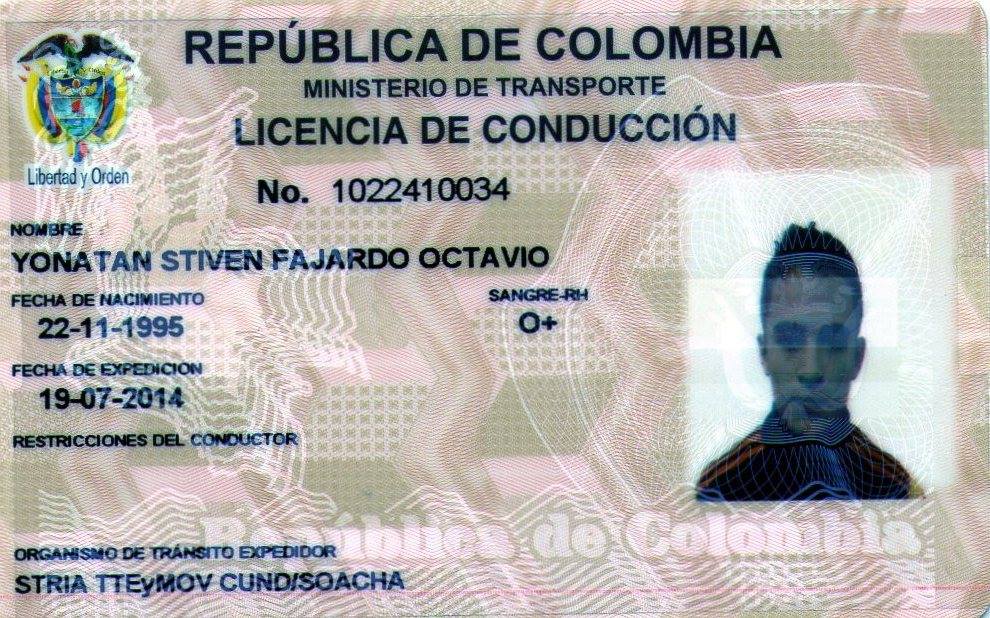 REPÚBLICA DE COLOMBIA
MINISTERIO DE TRANSPORTE
LICENCIA DE CONDUCCIÓN
Libertad y Orden
No. 1022410034
NOMBRE
YONATAN STIVEN FAJARDO OCTAVIO
FECHA DE NACIMIENTO SANGRE-RH
22-11-1995 O+
FECHA DE EXPEDICION
19-07-2014
RESTRICCIONES DEL CONDUCTOR
República de Colombia
ORGANISMO DE TRÁNSITO EXPEDIDOR
STRIA TTEyMOV CUND/SOACHA